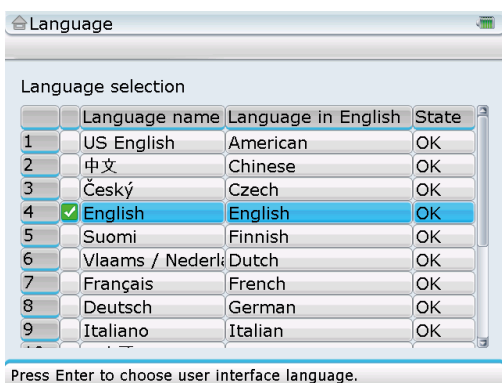 Language
Language selection
Language name Language in English State
1 US English American OK
2 中文 Chinese OK
3 Český Czech OK
4 English English OK
5 Suomi Finnish OK
6 Vlaams / Nederl Dutch OK
7 Français French OK
8 Deutsch German OK
9 Italiano Italian OK
Press Enter to choose user interface language.